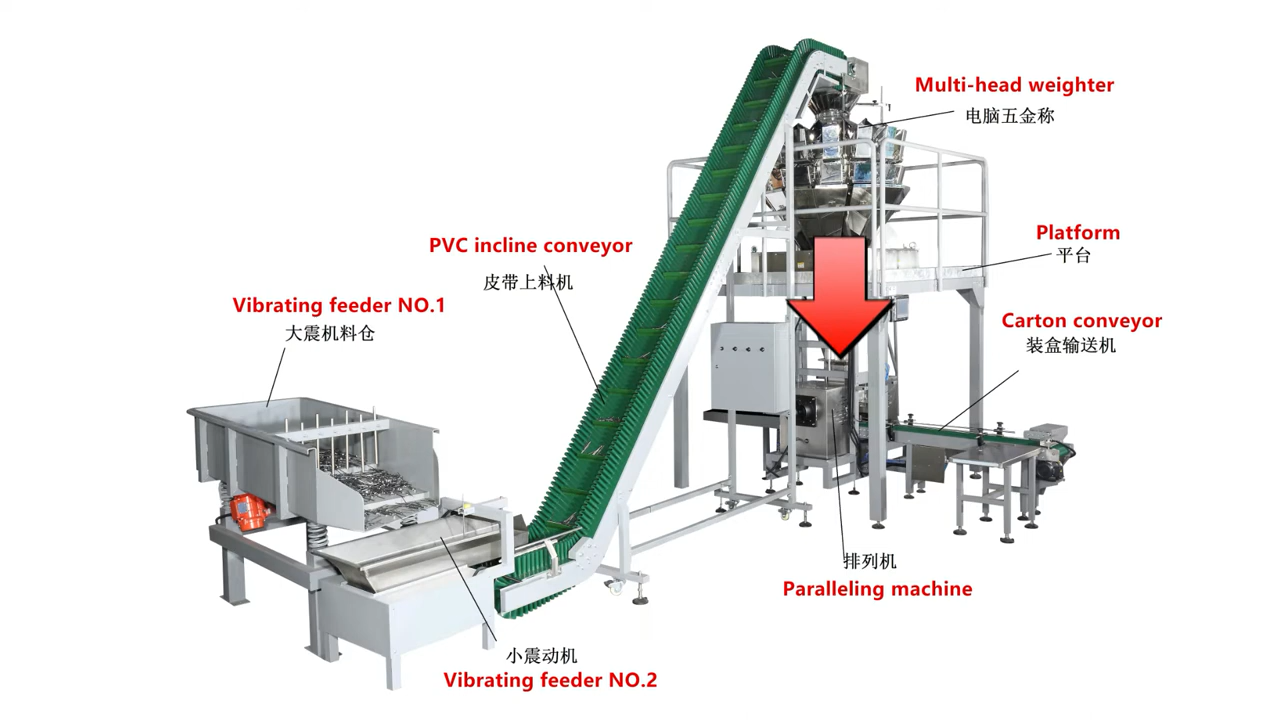 Multi-head weighter
电脑五金称
Platform
平台
PVC incline conveyor
皮带上料机
Vibrating feeder NO.1
大震机料仓
Carton conveyor
装盒输送机
排列机
Paralleling machine
小震动机
Vibrating feeder NO.2